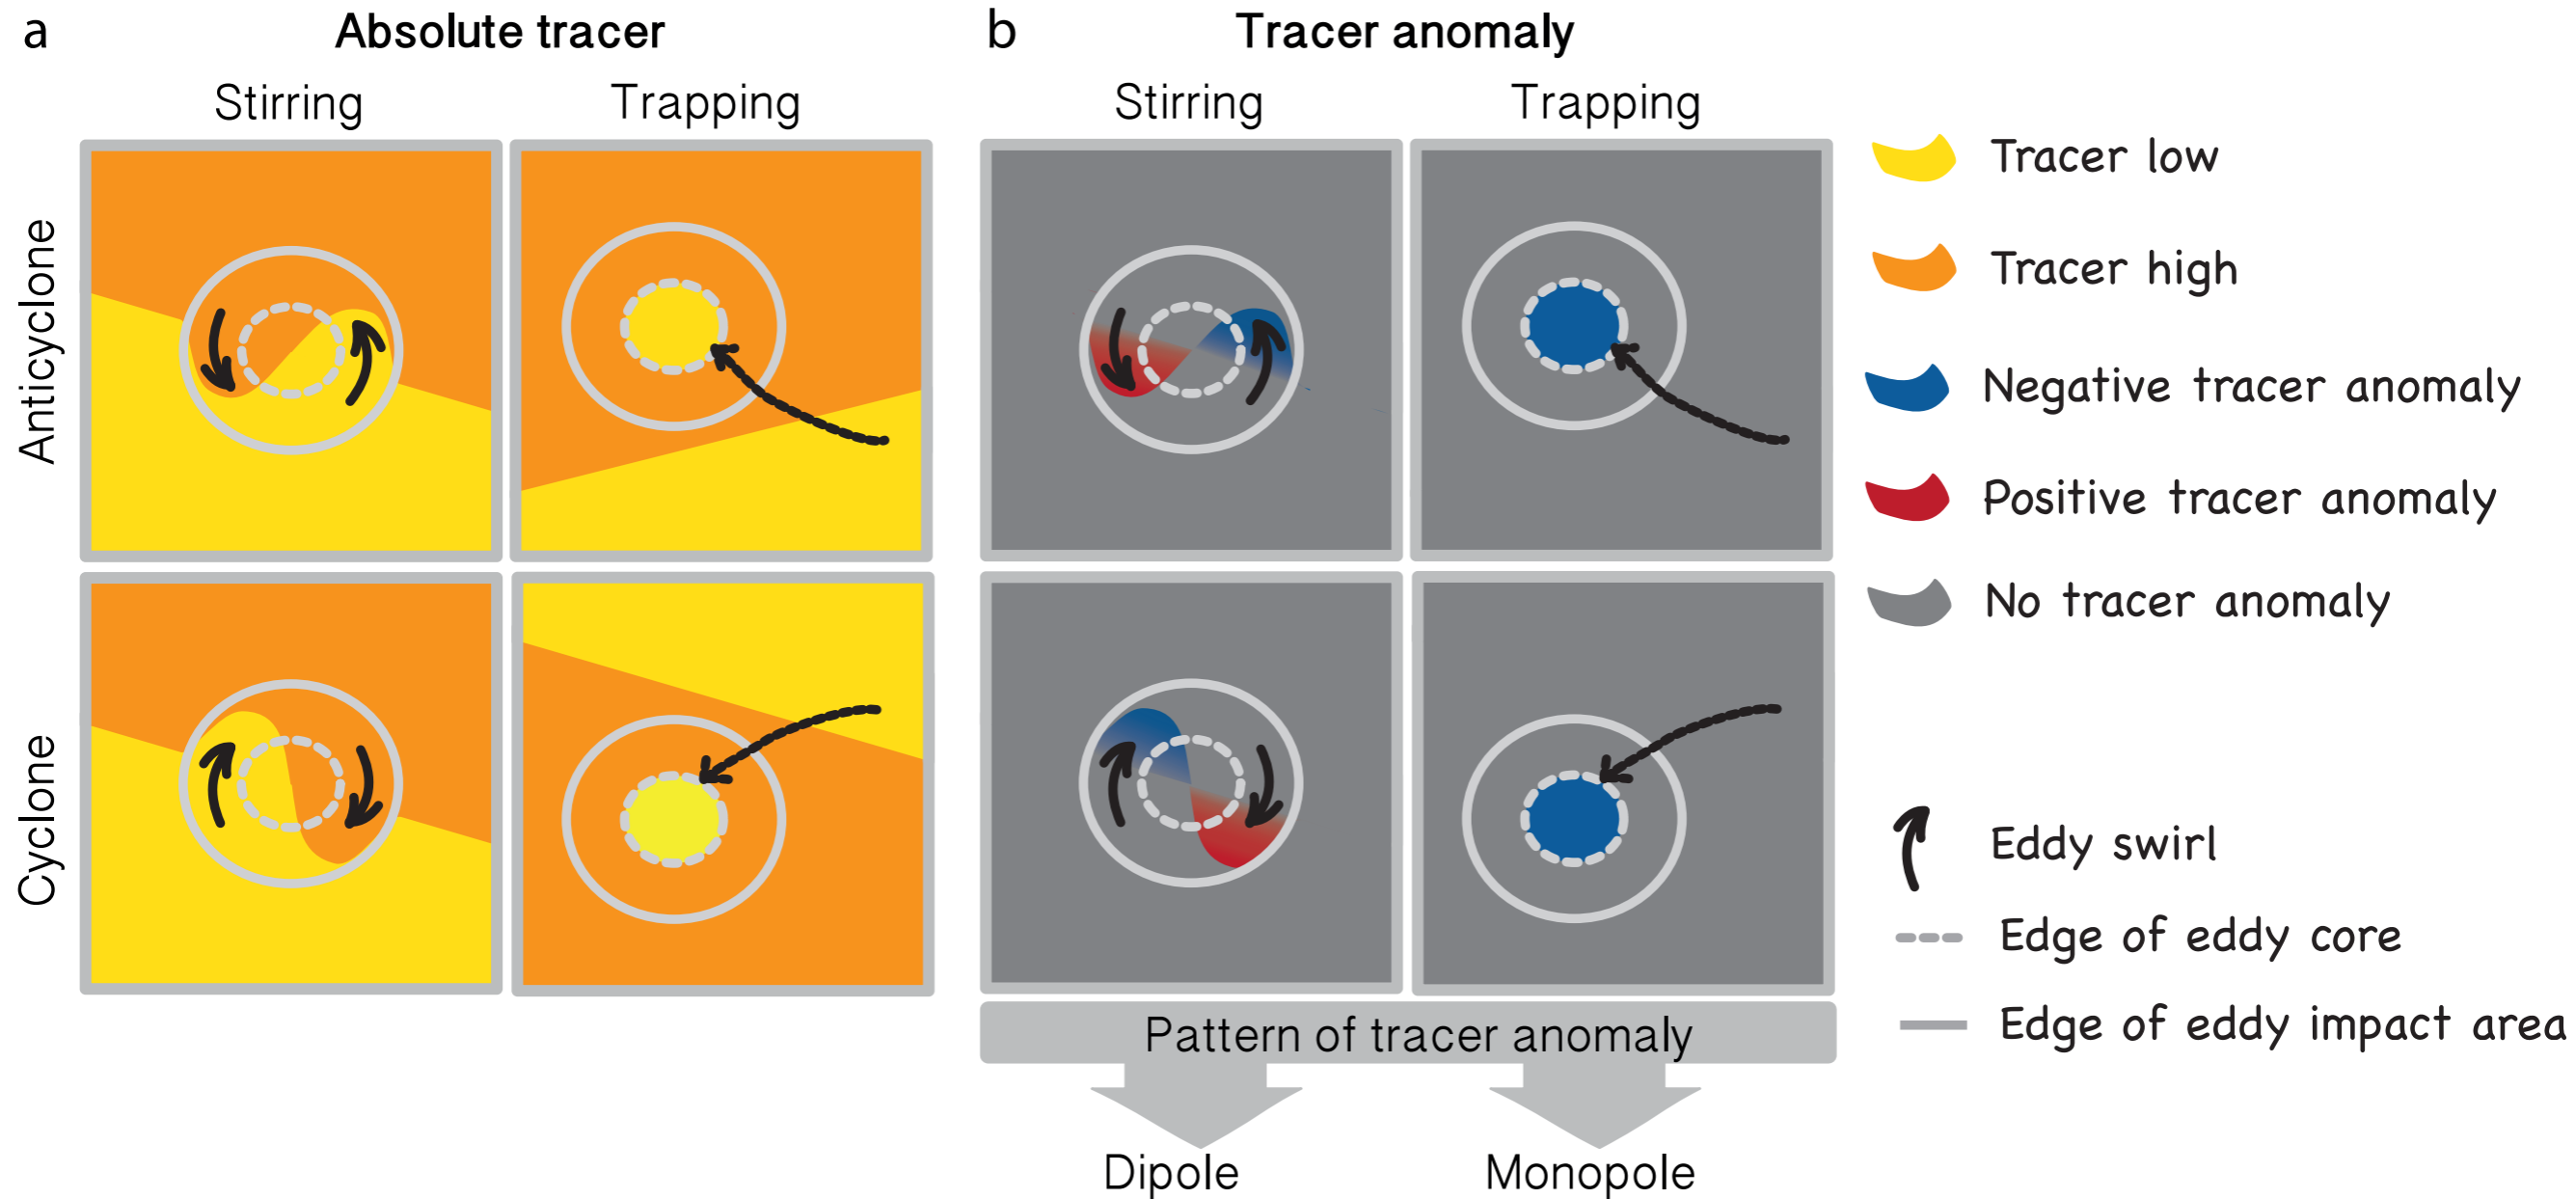 a
Absolute tracer
b
Tracer anomaly
Stirring
Trapping
Stirring
Trapping
Anticyclone
Cyclone
Tracer low
Tracer high
Negative tracer anomaly
Positive tracer anomaly
No tracer anomaly
Eddy swirl
Edge of eddy core
Edge of eddy impact area
Pattern of tracer anomaly
Dipole
Monopole